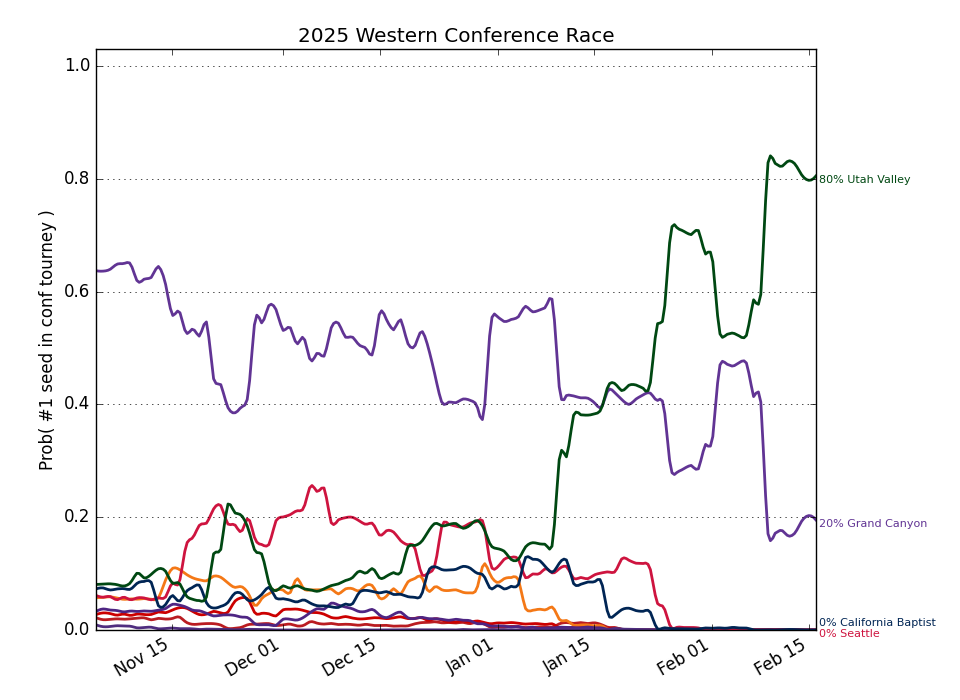 2025 Western Conference Race
Prob( #1 seed in conf tourney )
1.0
0.8
0.6
0.4
0.2
0.0
80% Utah Valley
20% Grand Canyon
0% California Baptist
0% Seattle
Nov 15
Dec 01
Dec 15
Jan 01
Jan 15
Feb 01
Feb 15